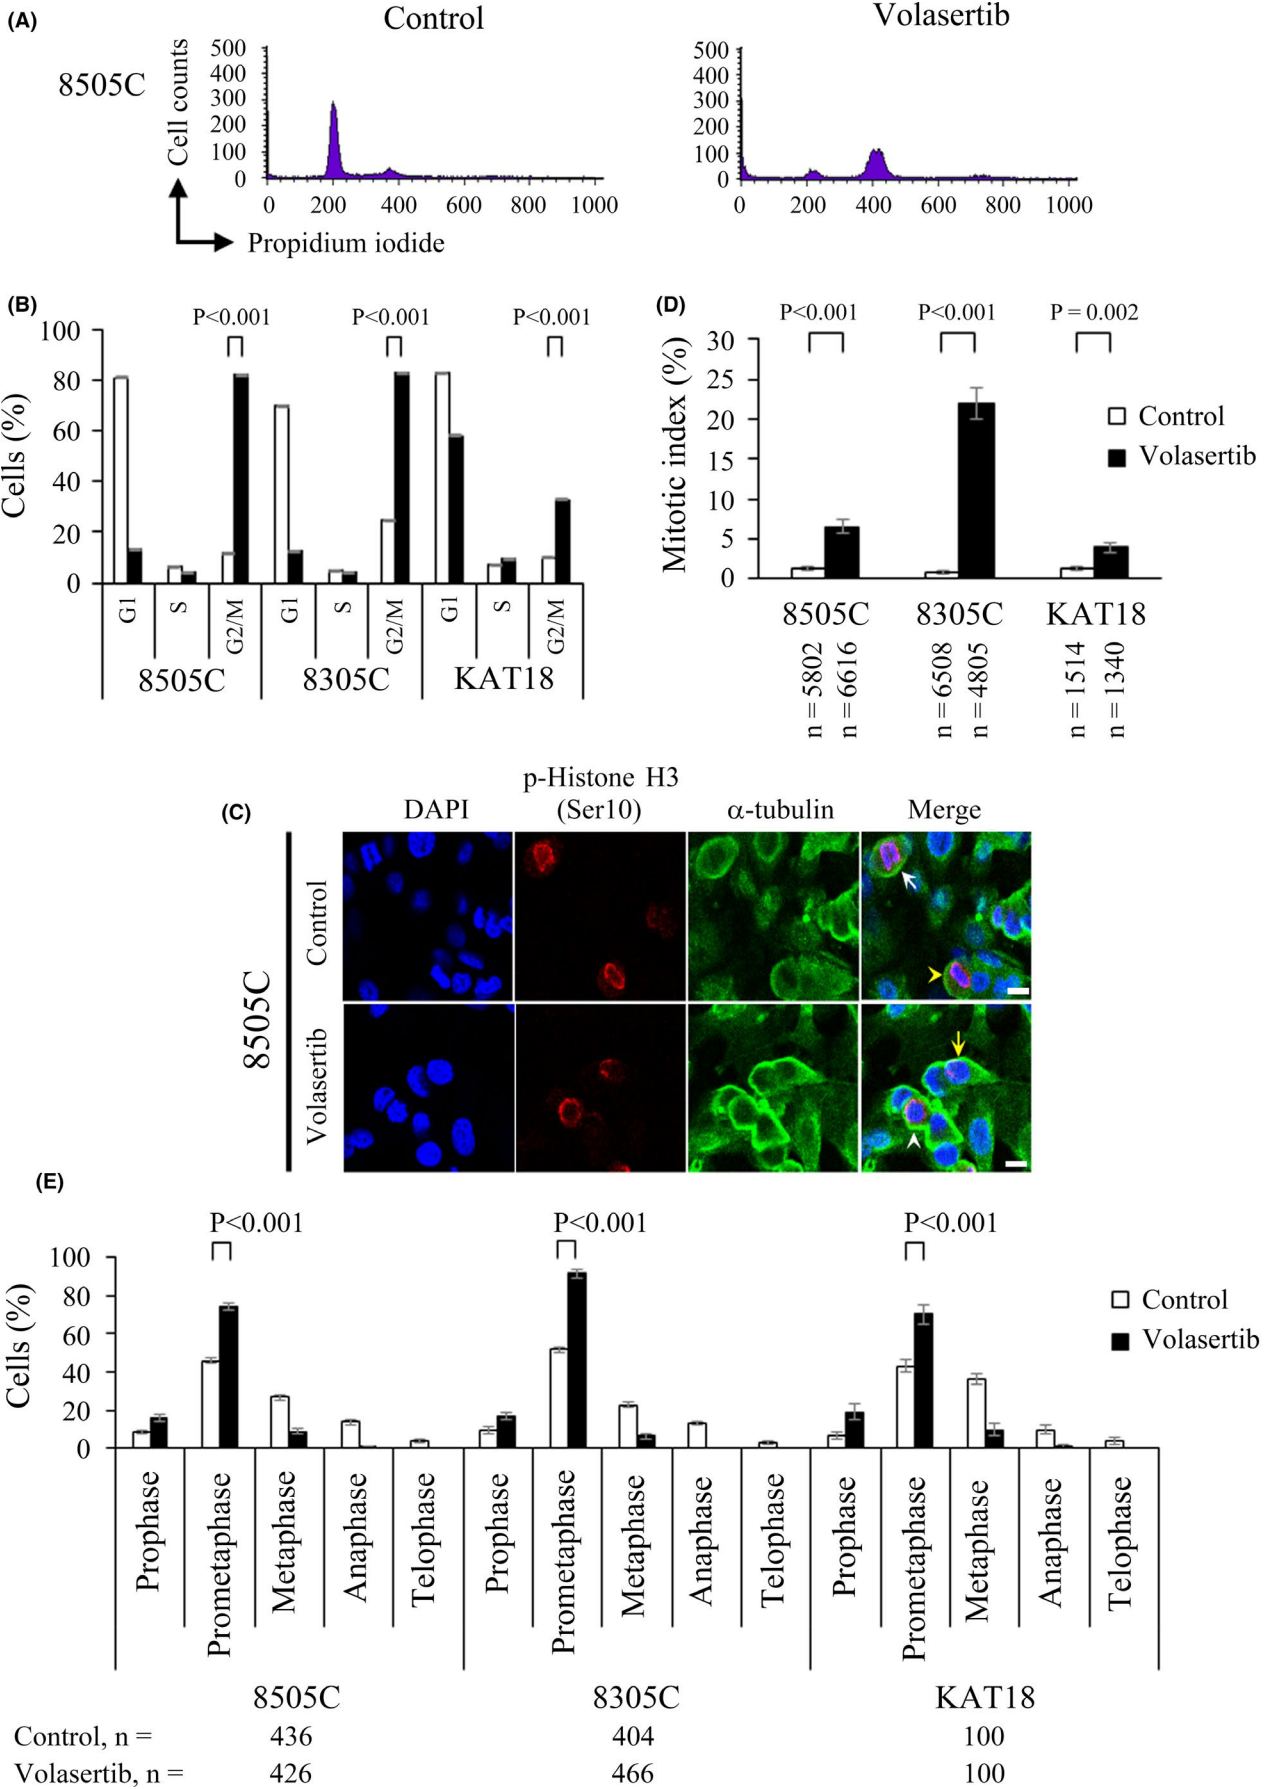 (A)
Control
Volasertib
8505C
Cell counts
500
400
300
200
100
0
0 200 400 600 800 1000
500
400
300
200
100
0
0 200 400 600 800 1000
Propidium iodide
(B)
P<0.001 P<0.001 P<0.001
Cells (%)
100
80
60
40
20
0
G1 S G2/M G1 S G2/M G1 S G2/M
8505C 8305C KAT18
(D)
P<0.001 P<0.001 P = 0.002
Mitotic index (%)
30
25
20
15
10
5
0
Control
Volasertib
8505C 8305C KAT18
n = 5802 n = 6616 n = 6508 n = 4805 n = 1514 n = 1340
(C)
p-Histone H3
DAPI (Ser10) α-tubulin Merge
8505C
Control
Volasertib
(E)
P<0.001 P<0.001 P<0.001
Cells (%)
100
80
60
40
20
0
Control
Volasertib
Prophase Prometaphase Metaphase Anaphase Telophase Prophase Prometaphase Metaphase Anaphase Telophase Prophase Prometaphase Metaphase Anaphase Telophase
8505C 8305C KAT18
Control, n = 436 404 100
Volasertib, n = 426 466 100